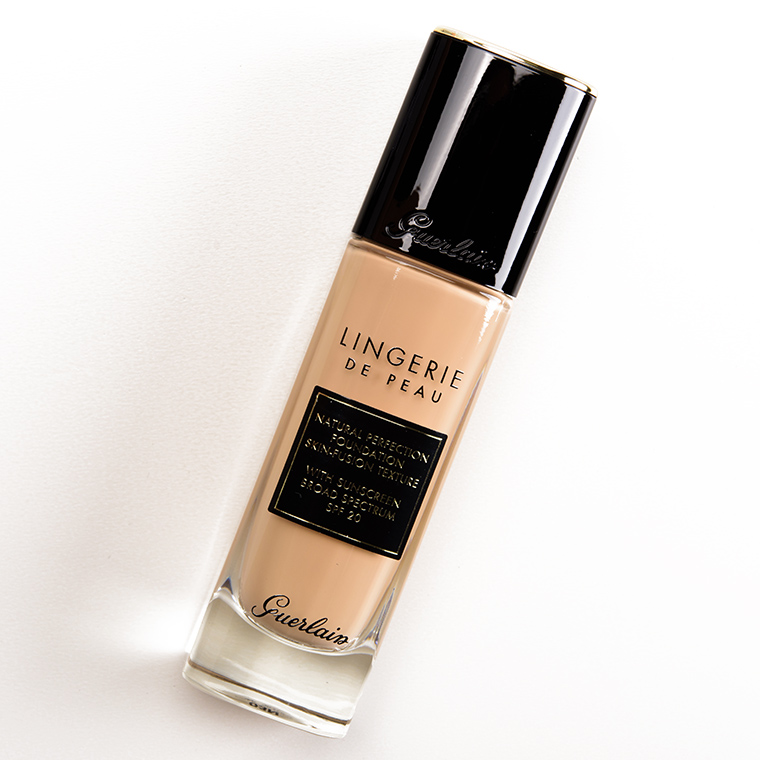 Guerlain
LINGERIE
DE PEAU
NATURAL PERFECTION
FOUNDATION
SKIN-FUSION TEXTURE
WITH SUNSCREEN
BROAD SPECTRUM
SPF 20
Guerlain